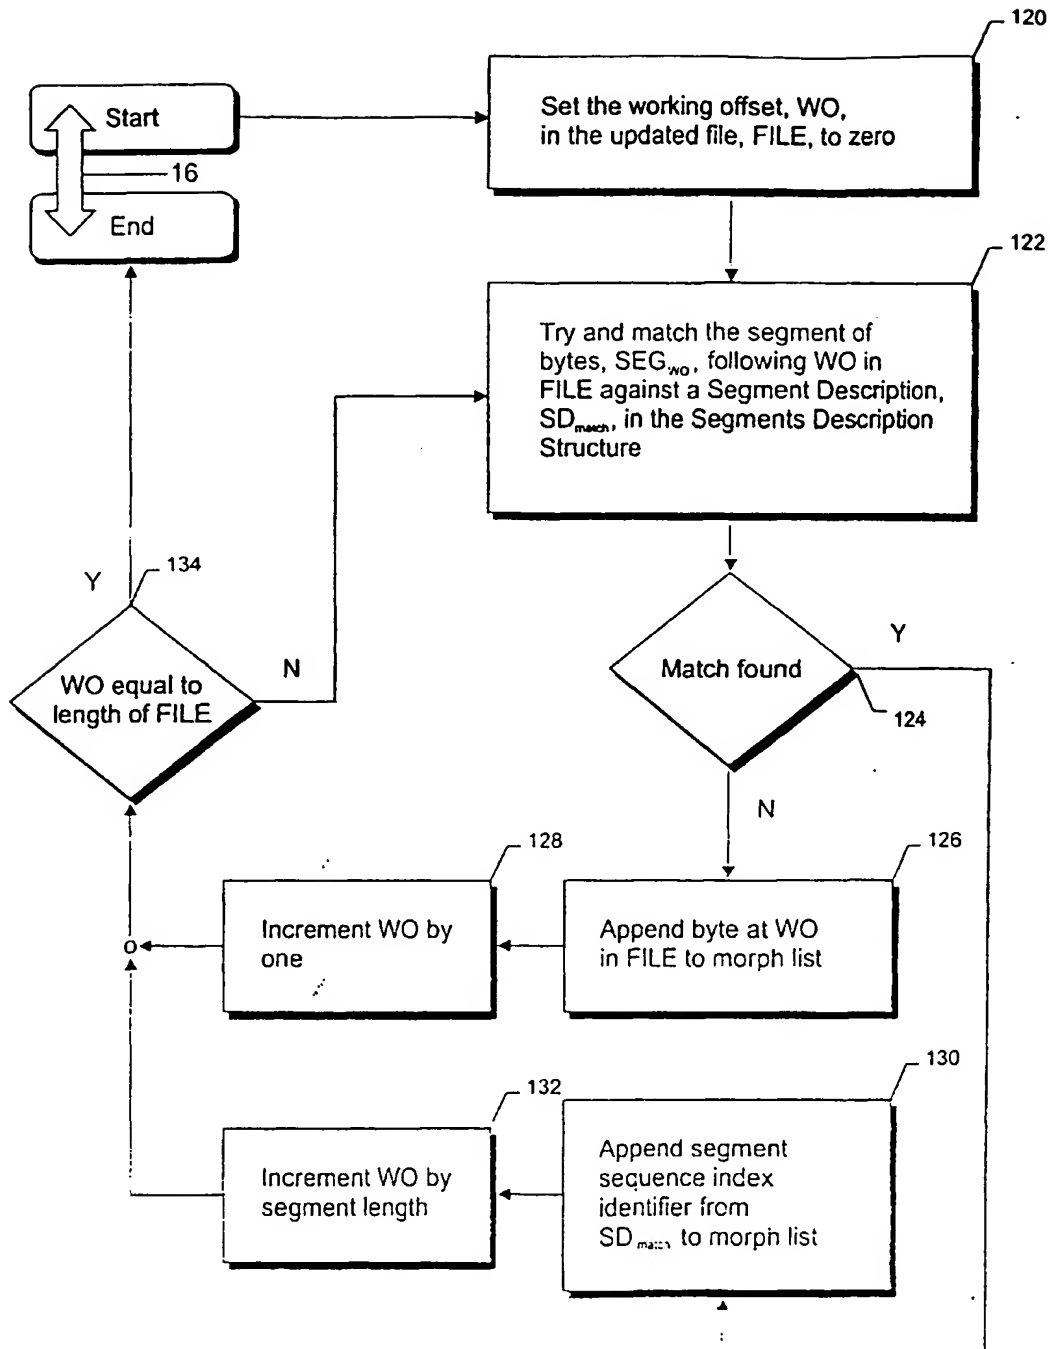 120
Start
16
End
Set the working offset, WO,
in the updated file, FILE, to zero
122
Try and match the segment of
bytes, SEG_WO, following WO in
FILE against a Segment Description,
SD_match, in the Segments Description
Structure
134
Y
WO equal to
length of FILE
N
Match found
Y
124
N
128
Increment WO by
one
126
Append byte at WO
in FILE to morph list
132
Increment WO by
segment length
130
Append segment
sequence index
identifier from
SD_match to morph list